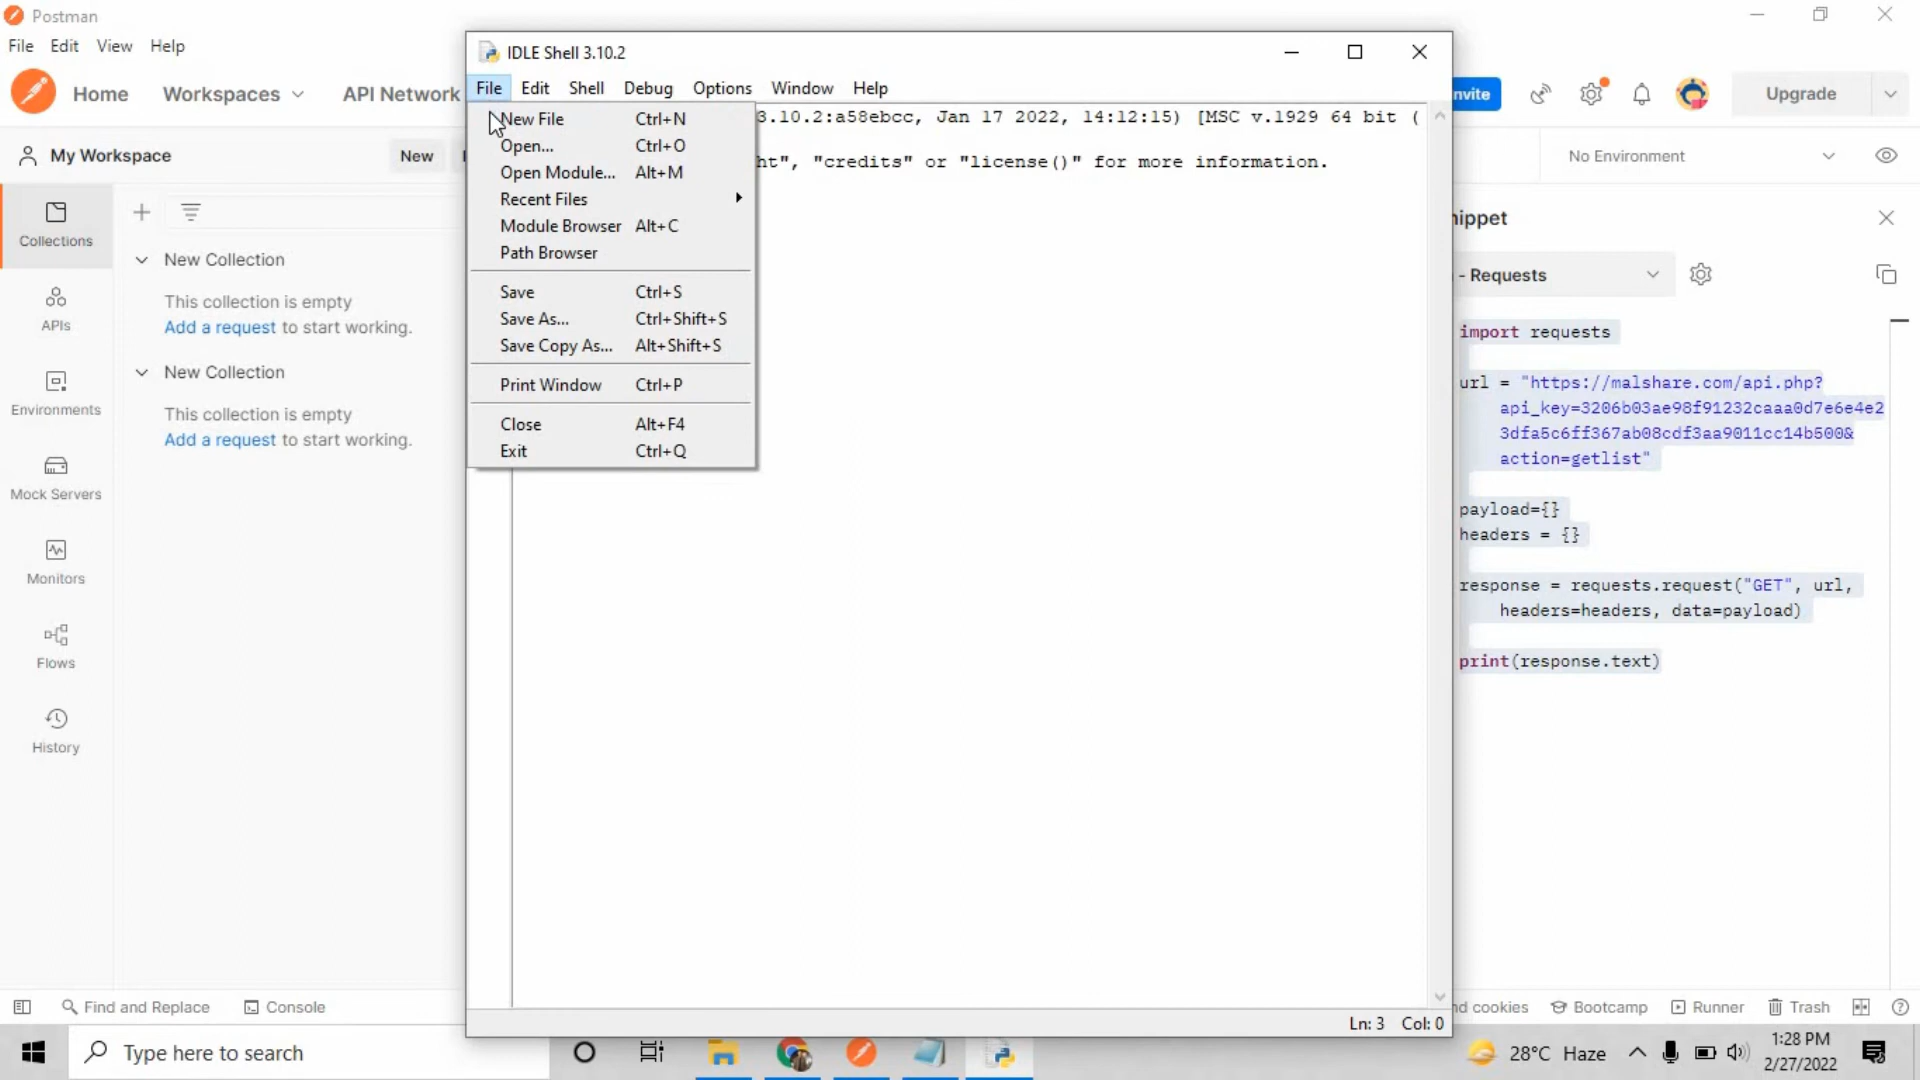 Postman
File Edit View Help
Home Workspaces API Network
nvite
Upgrade
My Workspace New
No Environment
Collections
APIs
Environments
Mock Servers
Monitors
Flows
History
New Collection
This collection is empty
Add a request to start working.
New Collection
This collection is empty
Add a request to start working.
IDLE Shell 3.10.2
File Edit Shell Debug Options Window Help
New File Ctrl+N
Open... Ctrl+O
Open Module... Alt+M
Recent Files
Module Browser Alt+C
Path Browser
Save Ctrl+S
Save As... Ctrl+Shift+S
Save Copy As... Alt+Shift+S
Print Window Ctrl+P
Close Alt+F4
Exit Ctrl+Q
3.10.2:a58ebcc, Jan 17 2022, 14:12:15) [MSC v.1929 64 bit (
ht", "credits" or "license()" for more information.
Ln: 3 Col: 0
nippet
- Requests
import requests
url = "https://malshare.com/api.php?
api_key=3206b03ae98f91232caaa0d7e6e4e2
3dfa5c6ff367ab08cdf3aa9011cc14b500&
action=getlist"
payload={}
headers = {}
response = requests.request("GET", url,
headers=headers, data=payload)
print(response.text)
Find and Replace Console
nd cookies Bootcamp Runner Trash
Type here to search
28°C Haze
1:28 PM
2/27/2022